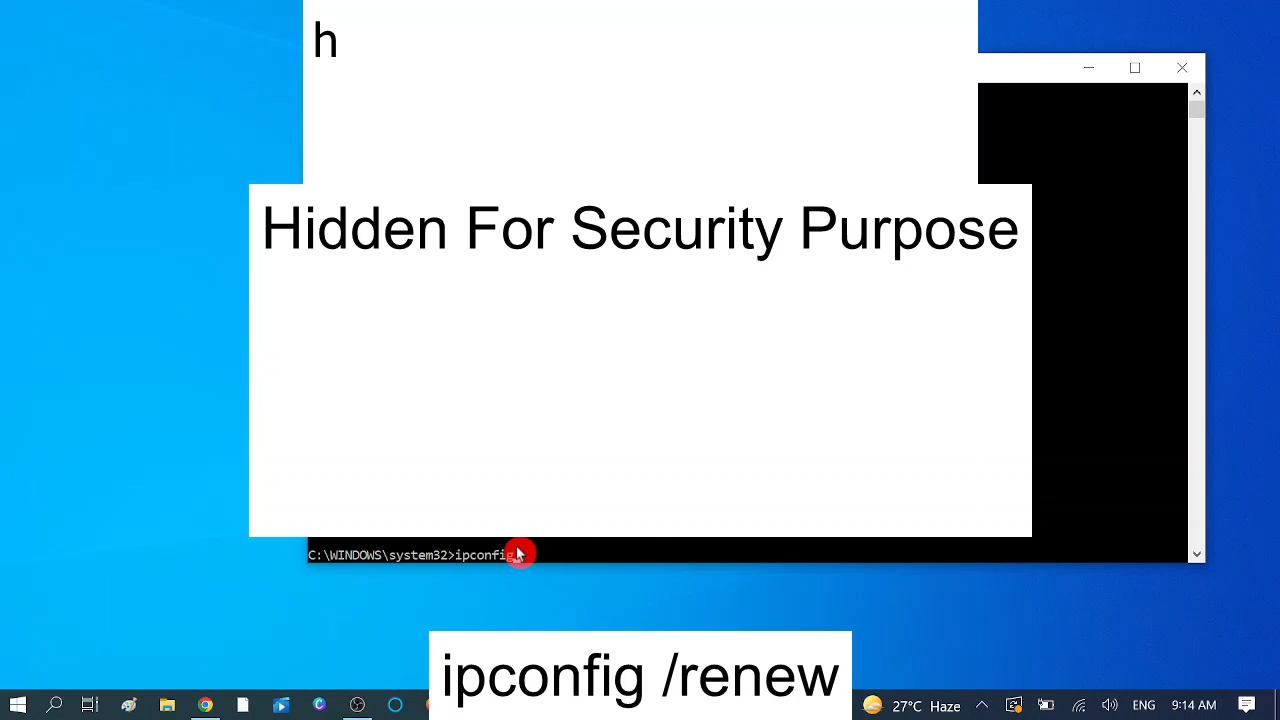 h
Hidden For Security Purpose
C:\WINDOWS\system32>ipconfig
ipconfig /renew
27°C Haze
ENG
9:14 AM